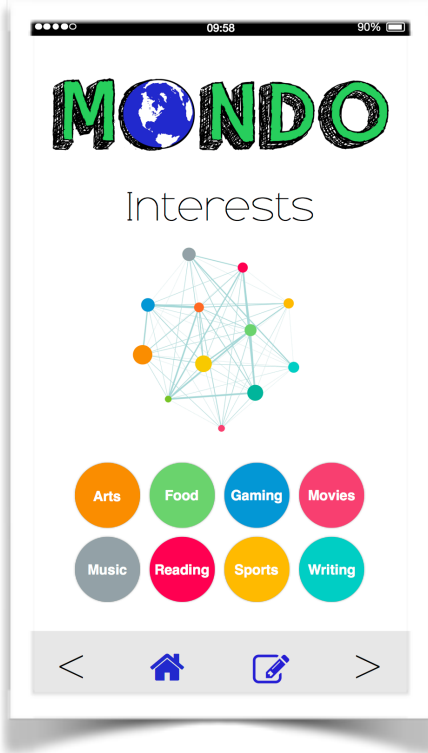 09:58 90%
MONDO
Interests
Arts Food Gaming Movies
Music Reading Sports Writing